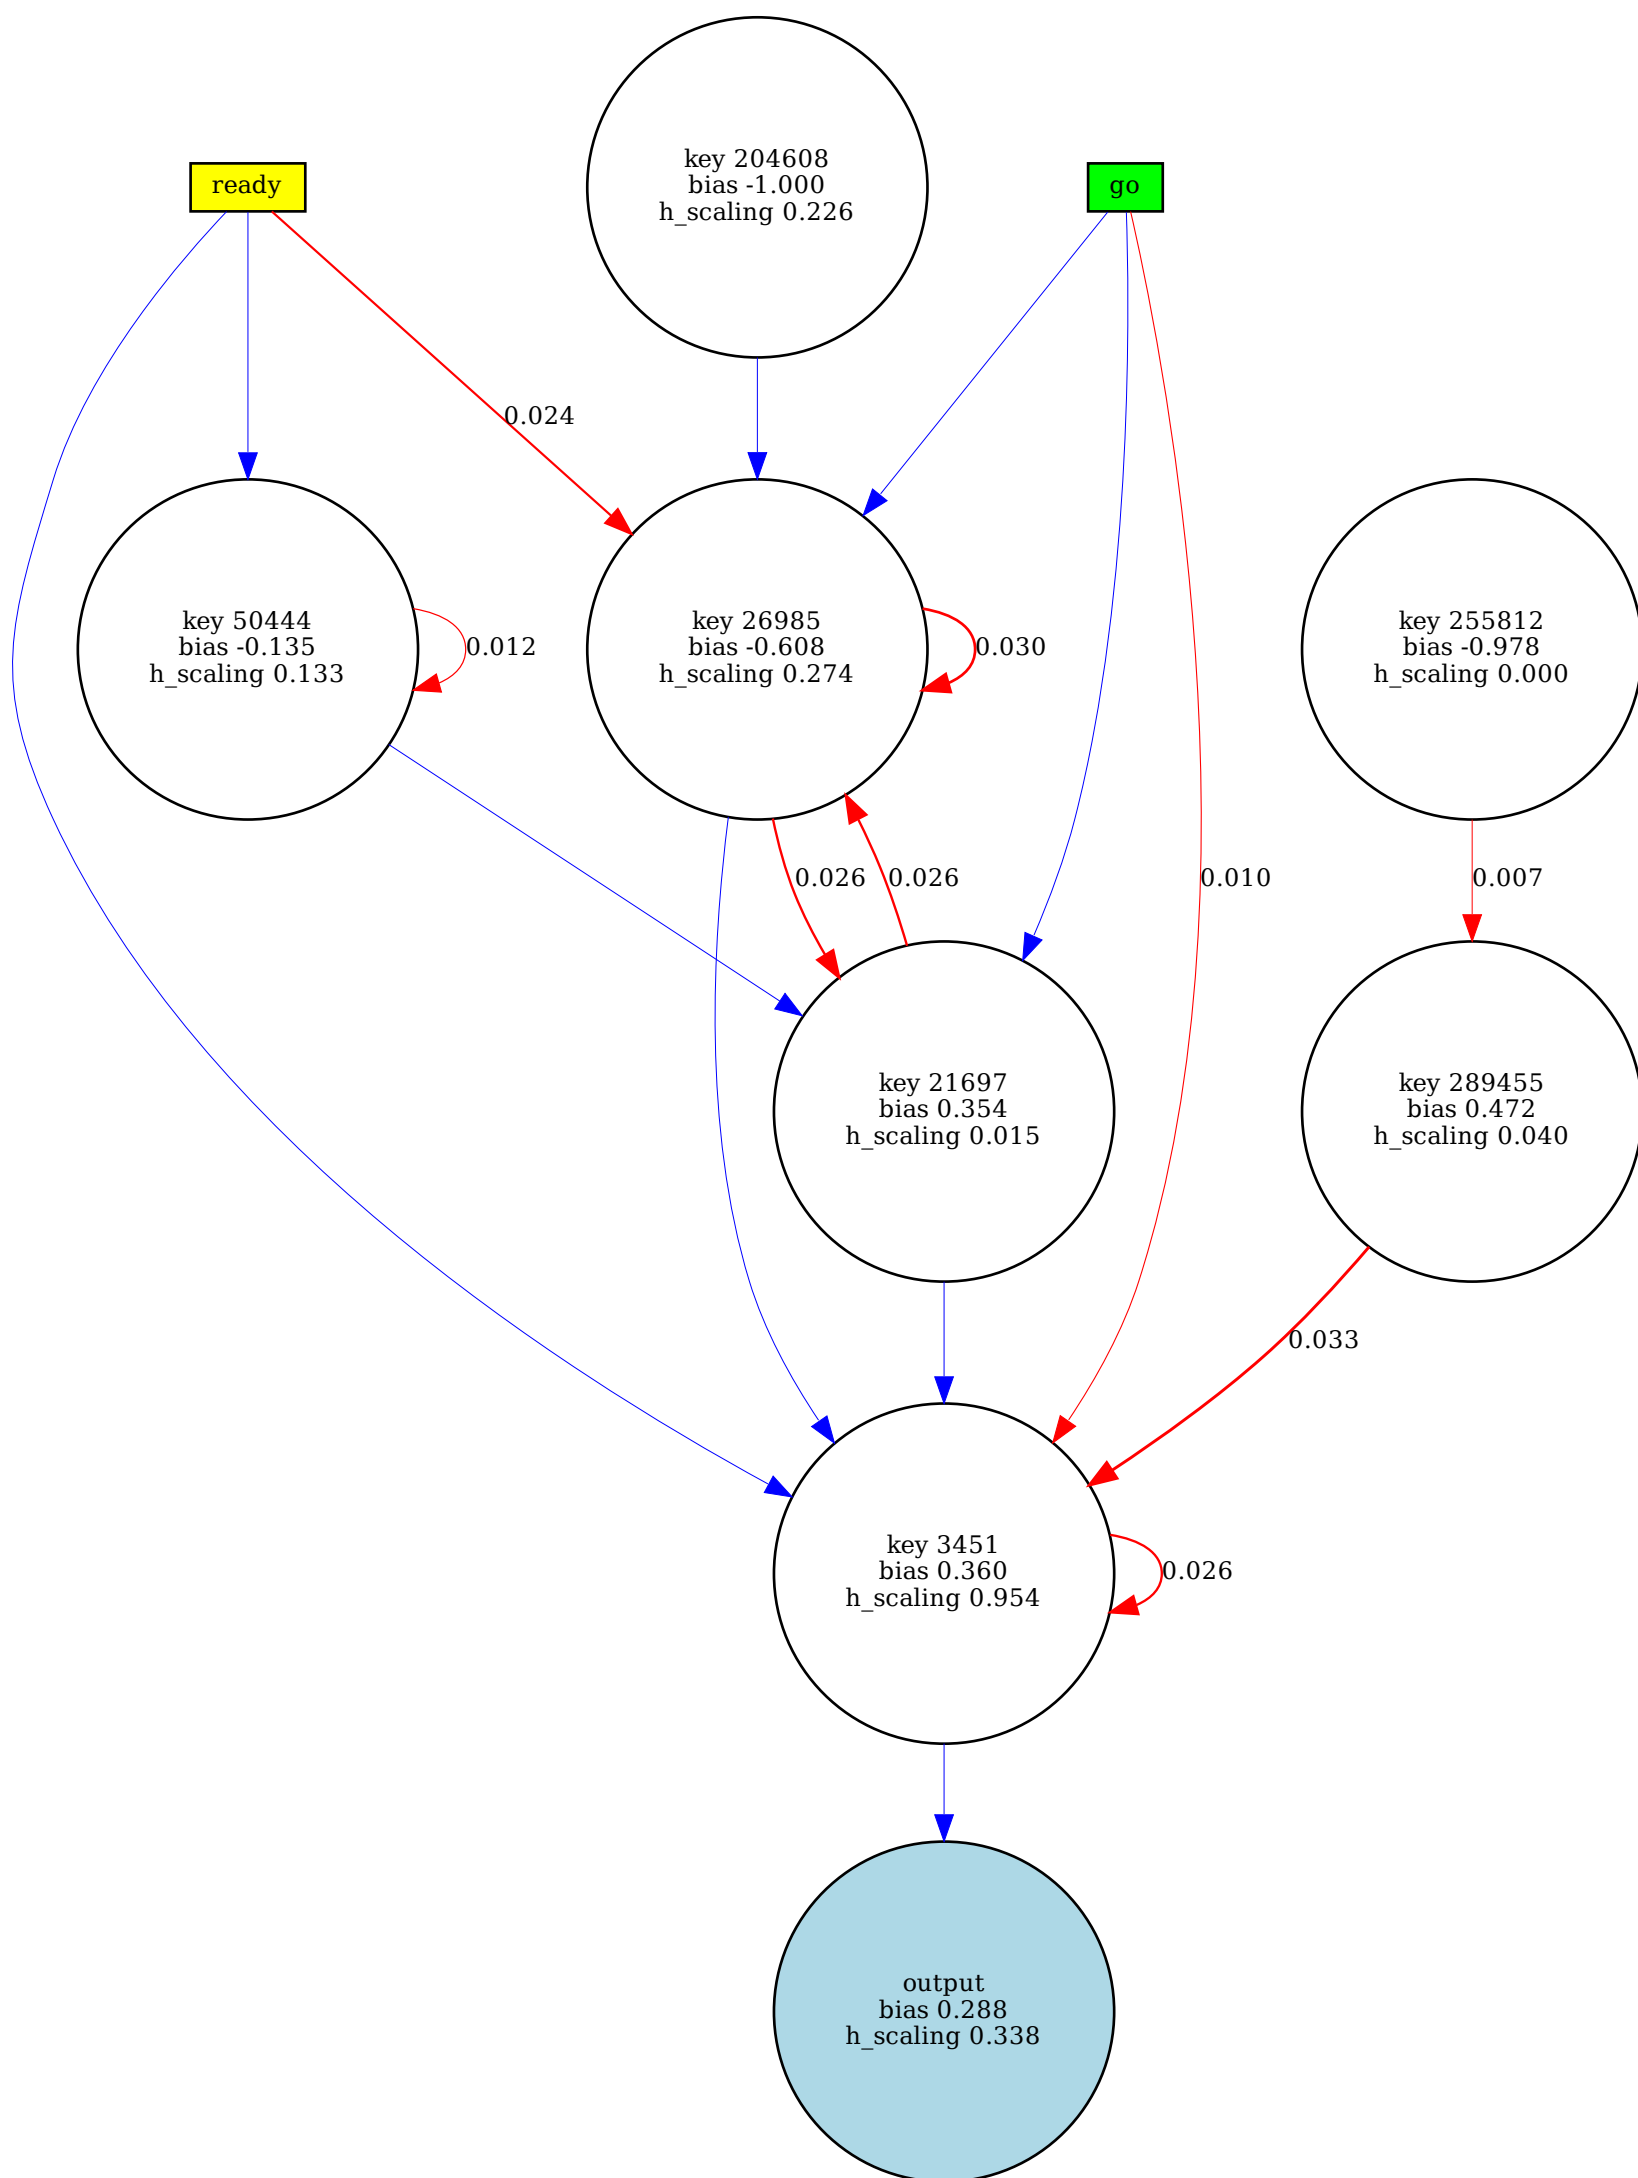 key 204608
bias -1.000
h_scaling 0.226
ready
go
0.024
key 50444
bias -0.135
h_scaling 0.133
0.012
key 26985
bias -0.608
h_scaling 0.274
0.030
key 255812
bias -0.978
h_scaling 0.000
0.026
0.026
0.010
0.007
key 21697
bias 0.354
h_scaling 0.015
key 289455
bias 0.472
h_scaling 0.040
0.033
key 3451
bias 0.360
h_scaling 0.954
0.026
output
bias 0.288
h_scaling 0.338